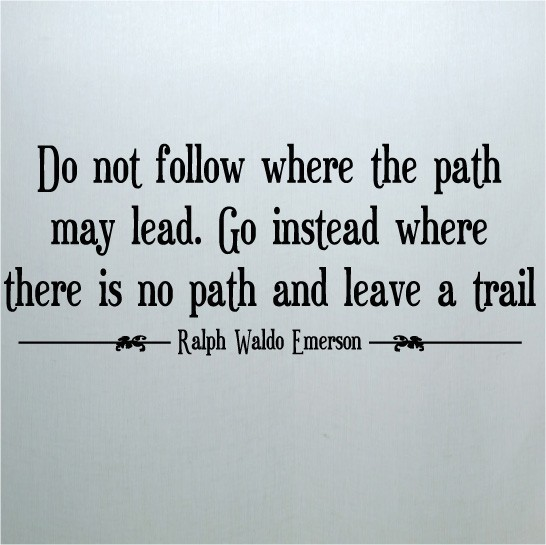 Do not follow where the path
may lead. Go instead where
there is no path and leave a trail
Ralph Waldo Emerson